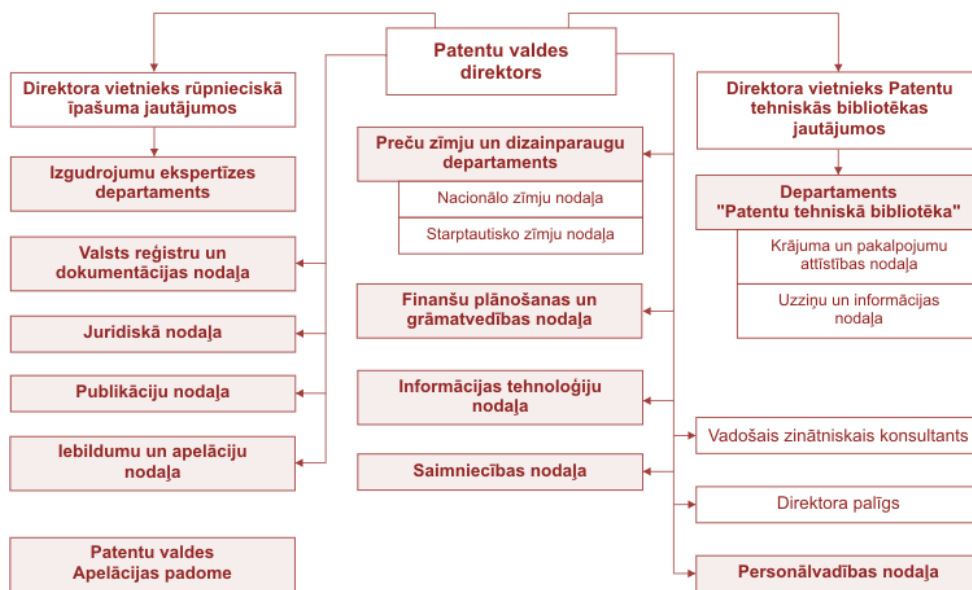 Patentu valdes
direktors
Direktora vietnieks rūpnieciskā
īpašuma jautājumos
Izgudrojumu ekspertīzes
departaments
Valsts reģistru un
dokumentācijas nodaļa
Juridiskā nodaļa
Publikāciju nodaļa
Iebildumu un apelāciju
nodaļa
Patentu valdes
Apelācijas padome
Preču zīmju un dizainparaugu
departaments
Nacionālo zīmju nodaļa
Starptautisko zīmju nodaļa
Finanšu plānošanas un
grāmatvedības nodaļa
Informācijas tehnoloģiju
nodaļa
Saimniecības nodaļa
Direktora vietnieks Patentu
tehniskās bibliotēkas
jautājumos
Departaments
"Patentu tehniskā bibliotēka"
Krājuma un pakalpojumu
attīstības nodaļa
Uzziņu un informācijas
nodaļa
Vadošais zinātniskais konsultants
Direktora palīgs
Personālvadības nodaļa